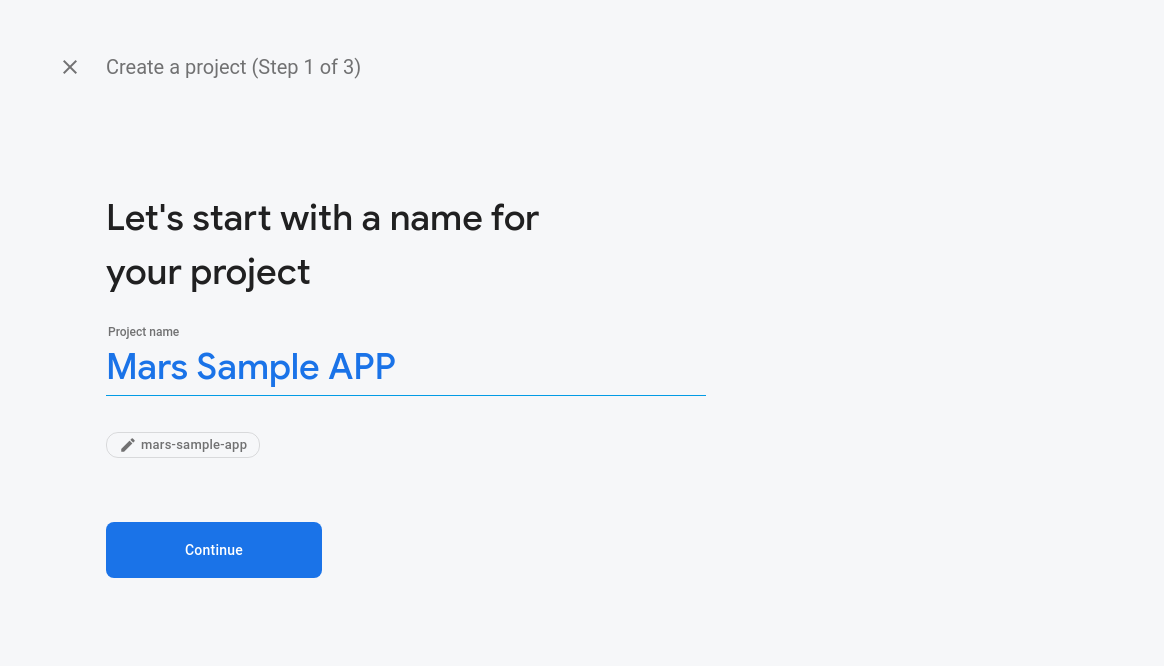 Create a project (Step 1 of 3)
Let's start with a name for
your project
Project name
Mars Sample APP
mars-sample-app
Continue